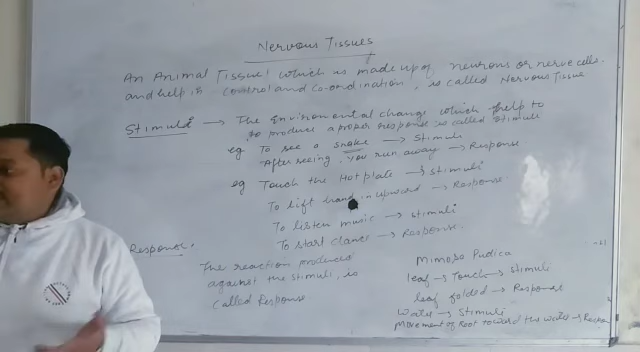 Nervous Tissues
An Animal Tissue which is made up of neurons or nerve cells.
and help in control and co-ordination, is called Nervous Tissue
Stimuli → The Environmental change which help to
to produce a proper response is called stimuli
eg To see a snake → Stimuli
After seeing, You run away → Response
eg Touch the Hot plate → stimuli
To lift hand in upward → Response
To listen music → stimuli
To start dance → Response.
Response.
The reaction produced
against the stimuli, is
called Response
Mimosa Pudica
leaf → Touch → stimuli
leaf folded → Response
Water → Stimuli
Movement of Root toward the water →